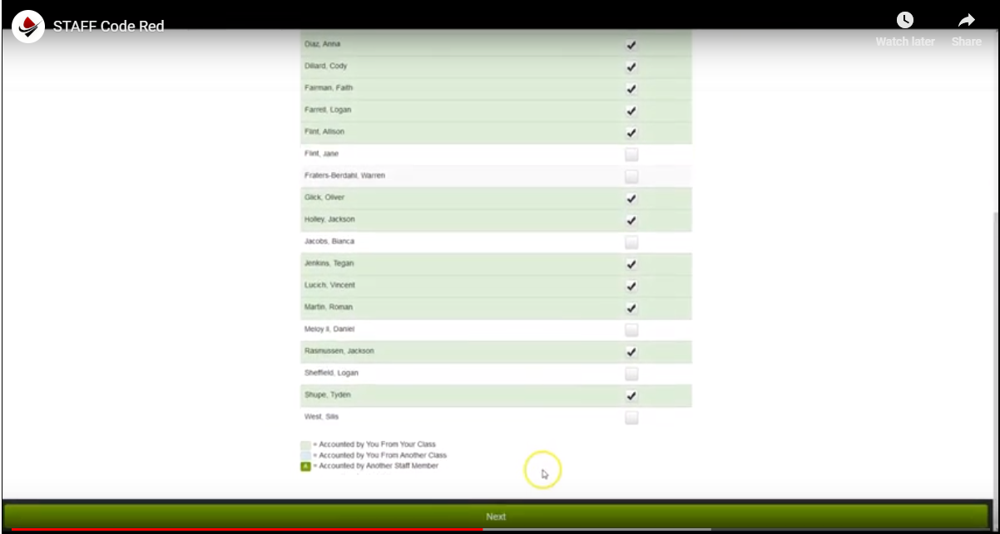 STAFF Code Red
Watch later
Share
Diaz, Anna
Dillard, Cody
Fairman, Faith
Farrell, Logan
Flint, Allison
Flint, Jane
Fraters-Berdahl, Warren
Glick, Oliver
Holley, Jackson
Jacobs, Bianca
Jenkins, Tegan
Lucich, Vincent
Martin, Roman
Meloy II, Daniel
Rasmussen, Jackson
Sheffield, Logan
Shupe, Tyden
West, Silis
= Accounted by You From Your Class
= Accounted by You From Another Class
A = Accounted by Another Staff Member
Next